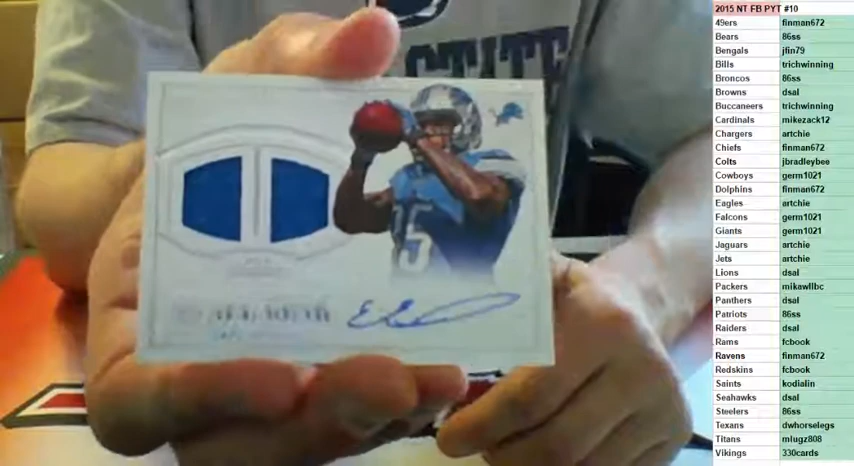 STATE
25
2015 NT FB PYT #10
49ers finman672
Bears 86ss
Bengals jfin79
Bills trichwinning
Broncos 86ss
Browns dsal
Buccaneers trichwinning
Cardinals mikezack12
Chargers artchie
Chiefs finman672
Colts jbradleybee
Cowboys germ1021
Dolphins finman672
Eagles artchie
Falcons germ1021
Giants germ1021
Jaguars artchie
Jets artchie
Lions dsal
Packers mikawllbc
Panthers dsal
Patriots 86ss
Raiders dsal
Rams fcbook
Ravens finman672
Redskins fcbook
Saints kodialin
Seahawks dsal
Steelers 86ss
Texans dwhorselegs
Titans mlugz808
Vikings 330cards